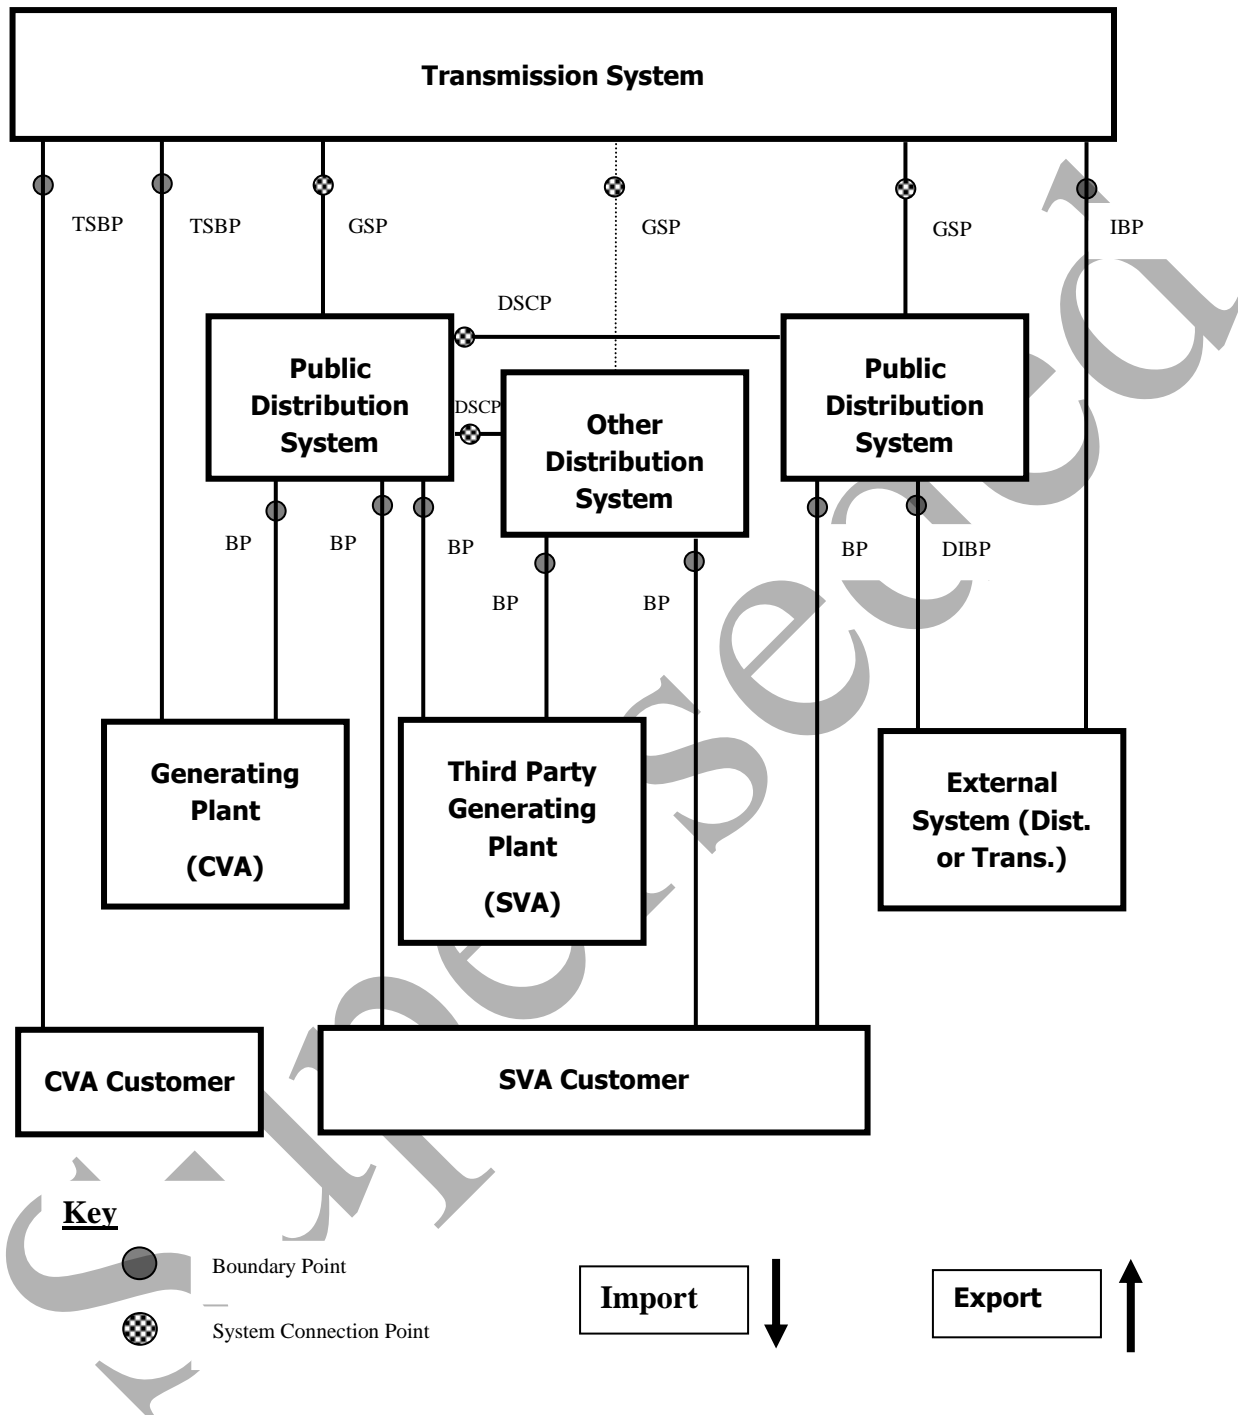 Transmission System
TSBP
TSBP
GSP
GSP
GSP
IBP
DSCP
Public
Distribution
System
DSCP
Other
Distribution
System
Public
Distribution
System
BP
BP
BP
BP
BP
BP
DIBP
Generating
Plant
(CVA)
Third Party
Generating
Plant
(SVA)
External
System (Dist.
or Trans.)
CVA Customer
SVA Customer
Superseded
Key
Boundary Point
System Connection Point
Import
Export